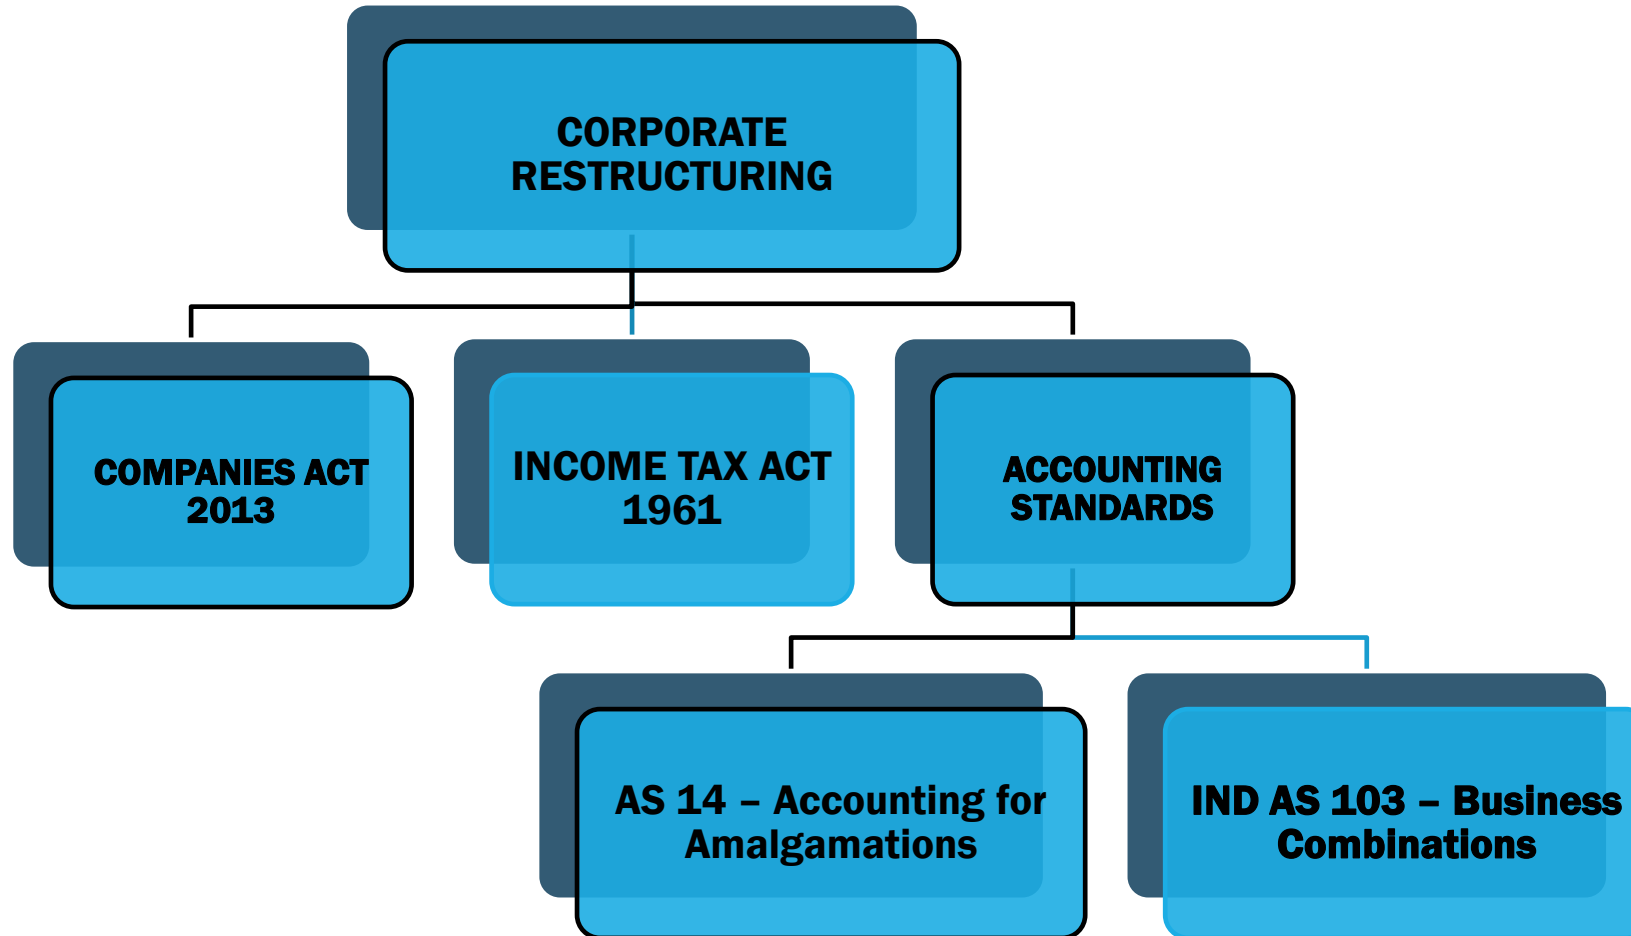 CORPORATE
RESTRUCTURING
COMPANIES ACT
2013
INCOME TAX ACT
1961
ACCOUNTING
STANDARDS
AS 14 – Accounting for
Amalgamations
IND AS 103 – Business
Combinations